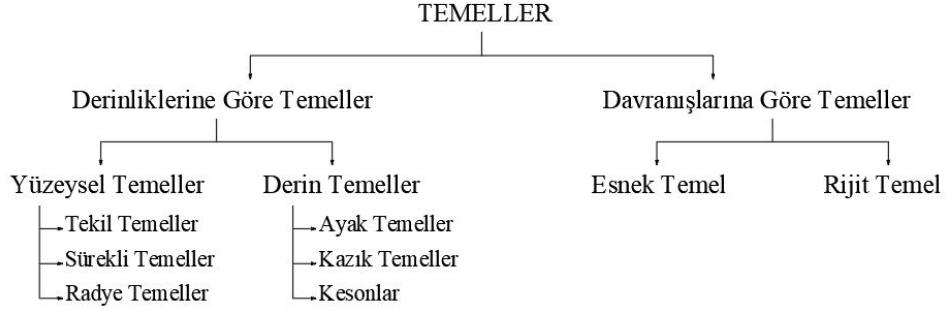 TEMELLER
Derinliklerine Göre Temeller
Davranışlarına Göre Temeller
Yüzeysel Temeller
Derin Temeller
Esnek Temel
Rijit Temel
Tekil Temeller
Ayak Temeller
Sürekli Temeller
Kazık Temeller
Radye Temeller
Kesonlar